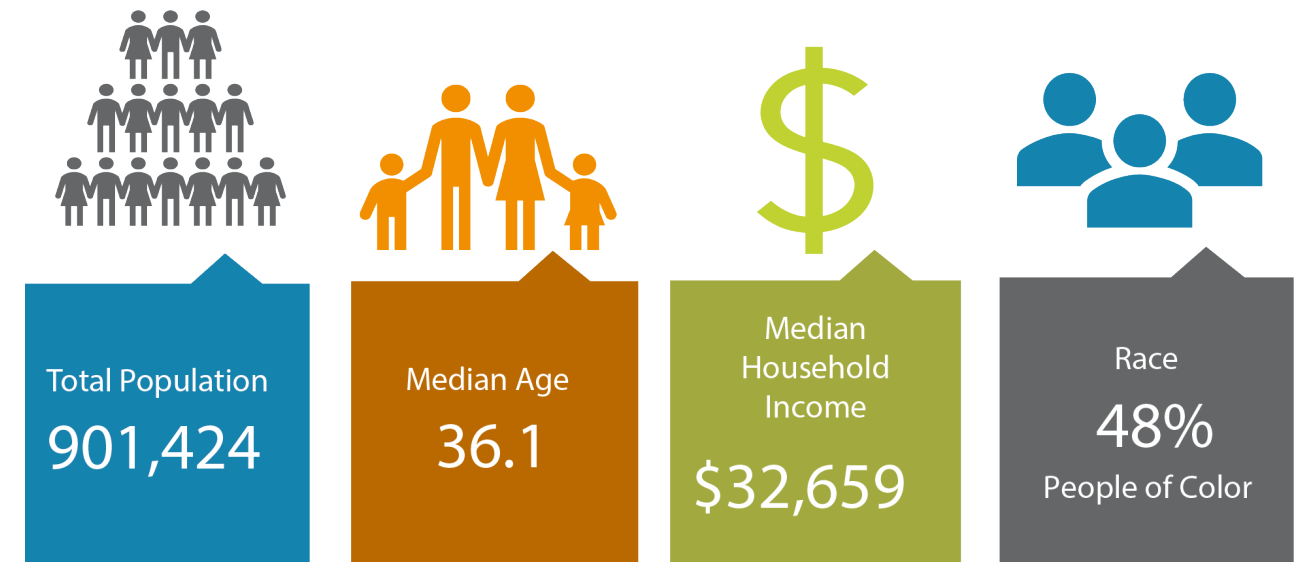 Total Population
901,424
Median Age
36.1
Median
Household
Income
$32,659
Race
48%
People of Color